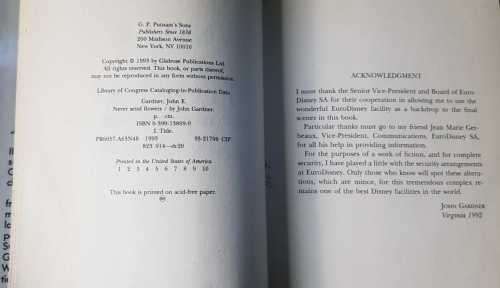 G. P. Putnam's Sons
Publishers Since 1838
200 Madison Avenue
New York, NY 10016
Copyright © 1993 by Glidrose Publications Ltd.
All rights reserved. This book, or parts thereof,
may not be reproduced in any form without permission.
Library of Congress Cataloging-in-Publication Data
Gardner, John E.
Never send flowers / by John Gardner.
p. cm.
ISBN 0-399-13809-0
I. Title.
PR6057.A63N48 1993 CIP
823'.914—dc20
Printed in the United States of America
1 2 3 4 5 6 7 8 9 10
This book is printed on acid-free paper.
ACKNOWLEDGMENT
I must thank the Senior Vice-President and Board of Euro-
Disney SA for their cooperation in allowing me to use the
wonderful EuroDisney facility as a backdrop to the final
scenes in this book.
Particular thanks must go to my friend Jean Marie Ger-
beaux, Vice-President, Communications, EuroDisney SA,
for all his help in providing information.
For the purposes of a work of fiction, and for complete
security, I have played a little with the security arrangements
at EuroDisney. Only those who know will spot these altera-
tions, which are minor, for this tremendous complex re-
mains one of the best Disney facilities in the world.
JOHN GARDNER
Virginia 1992